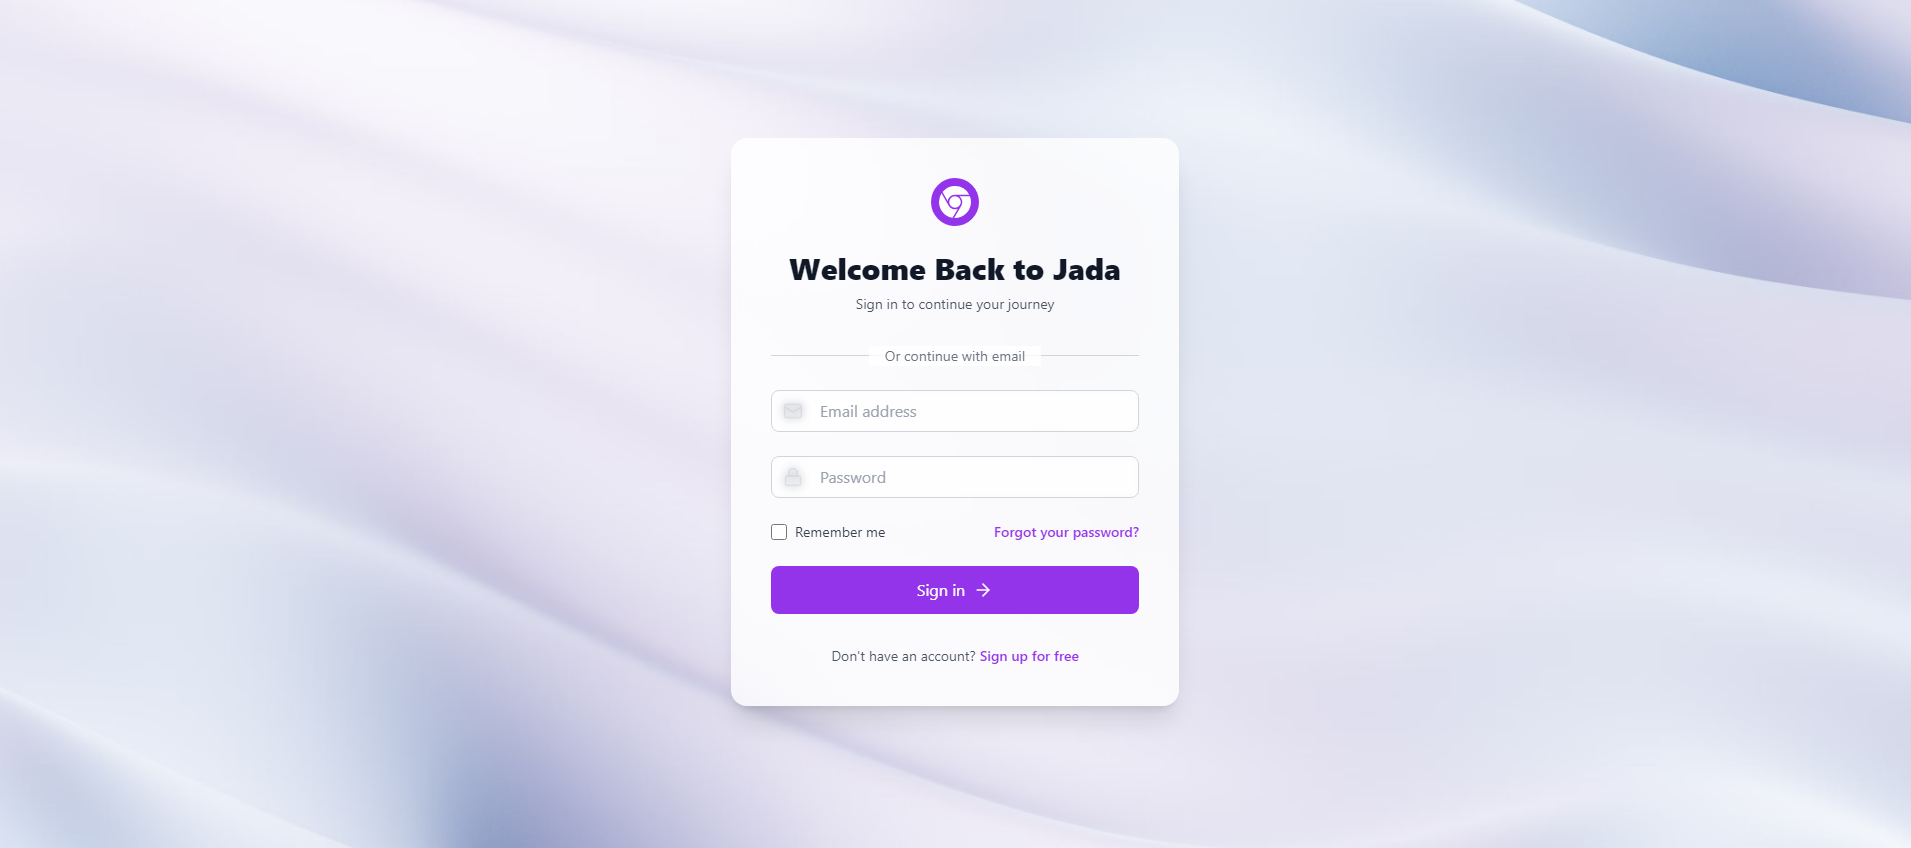 Welcome Back to Jada
Sign in to continue your journey
Or continue with email
Email address
Password
Remember me
Forgot your password?
Sign in
Don't have an account? Sign up for free